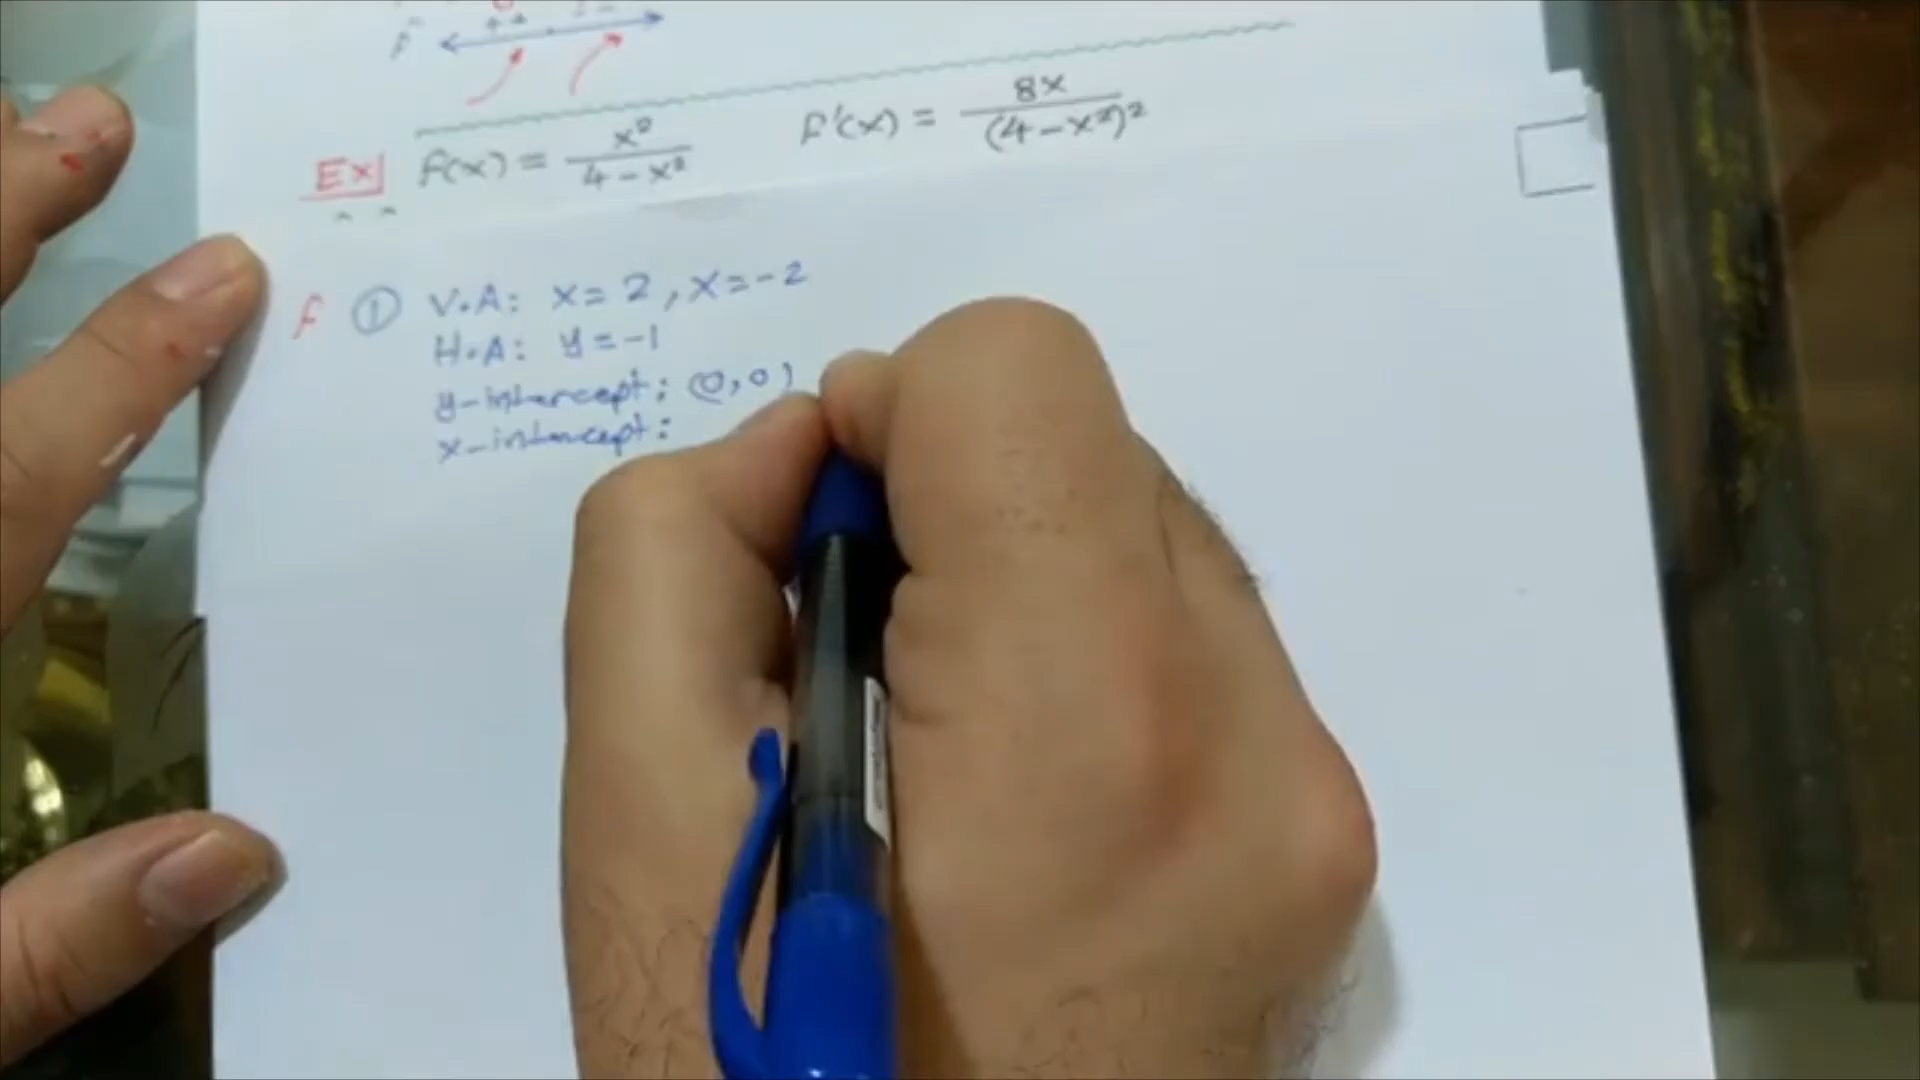 + +
Ex f(x) = x²/(4-x²) f'(x) = 8x/(4-x²)²
f ① V.A: x = 2, x = -2
H.A: y = -1
y-intercept: (0,0)
x-intercept: